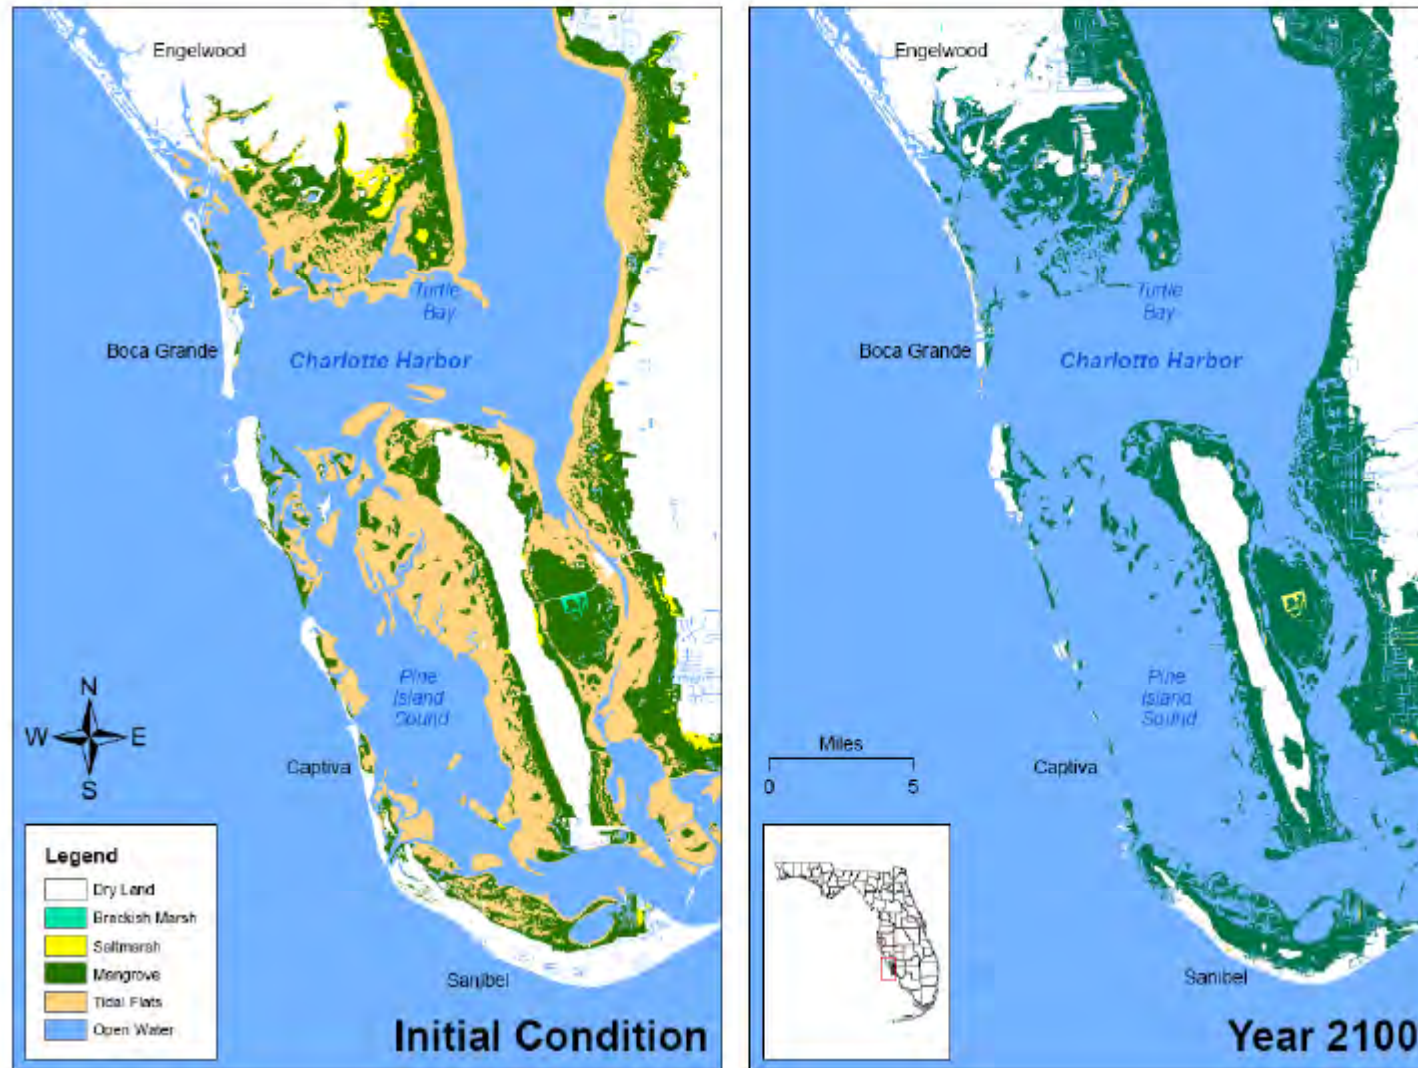 Engelwood
Turtle
Bay
Boca Grande
Charlotte Harbor
Pine
Island
Sound
N
W E
S
Captiva
Legend
Dry Land
Brackish Marsh
Saltmarsh
Mangrove
Tidal Flats
Open Water
Sanibel
Initial Condition
Engelwood
Turtle
Bay
Boca Grande
Charlotte Harbor
Pine
Island
Sound
Miles
0 5
Captiva
Sanibel
Year 2100